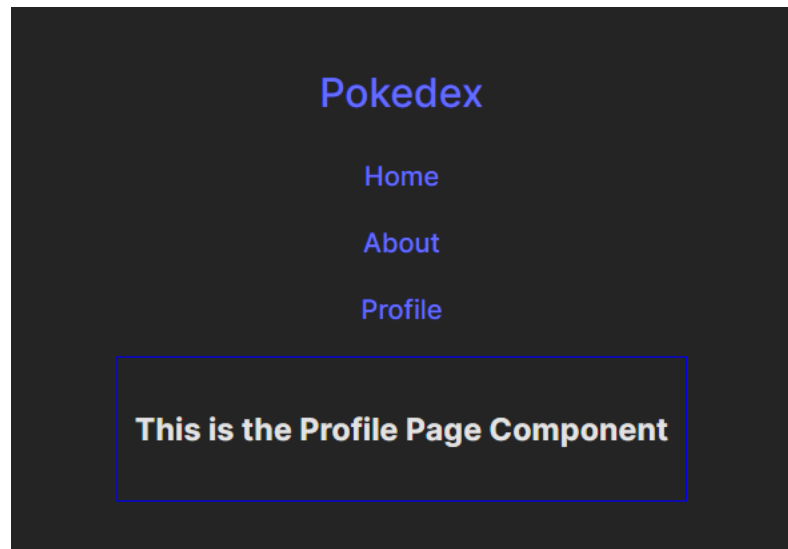 Pokedex
Home
About
Profile
This is the Profile Page Component